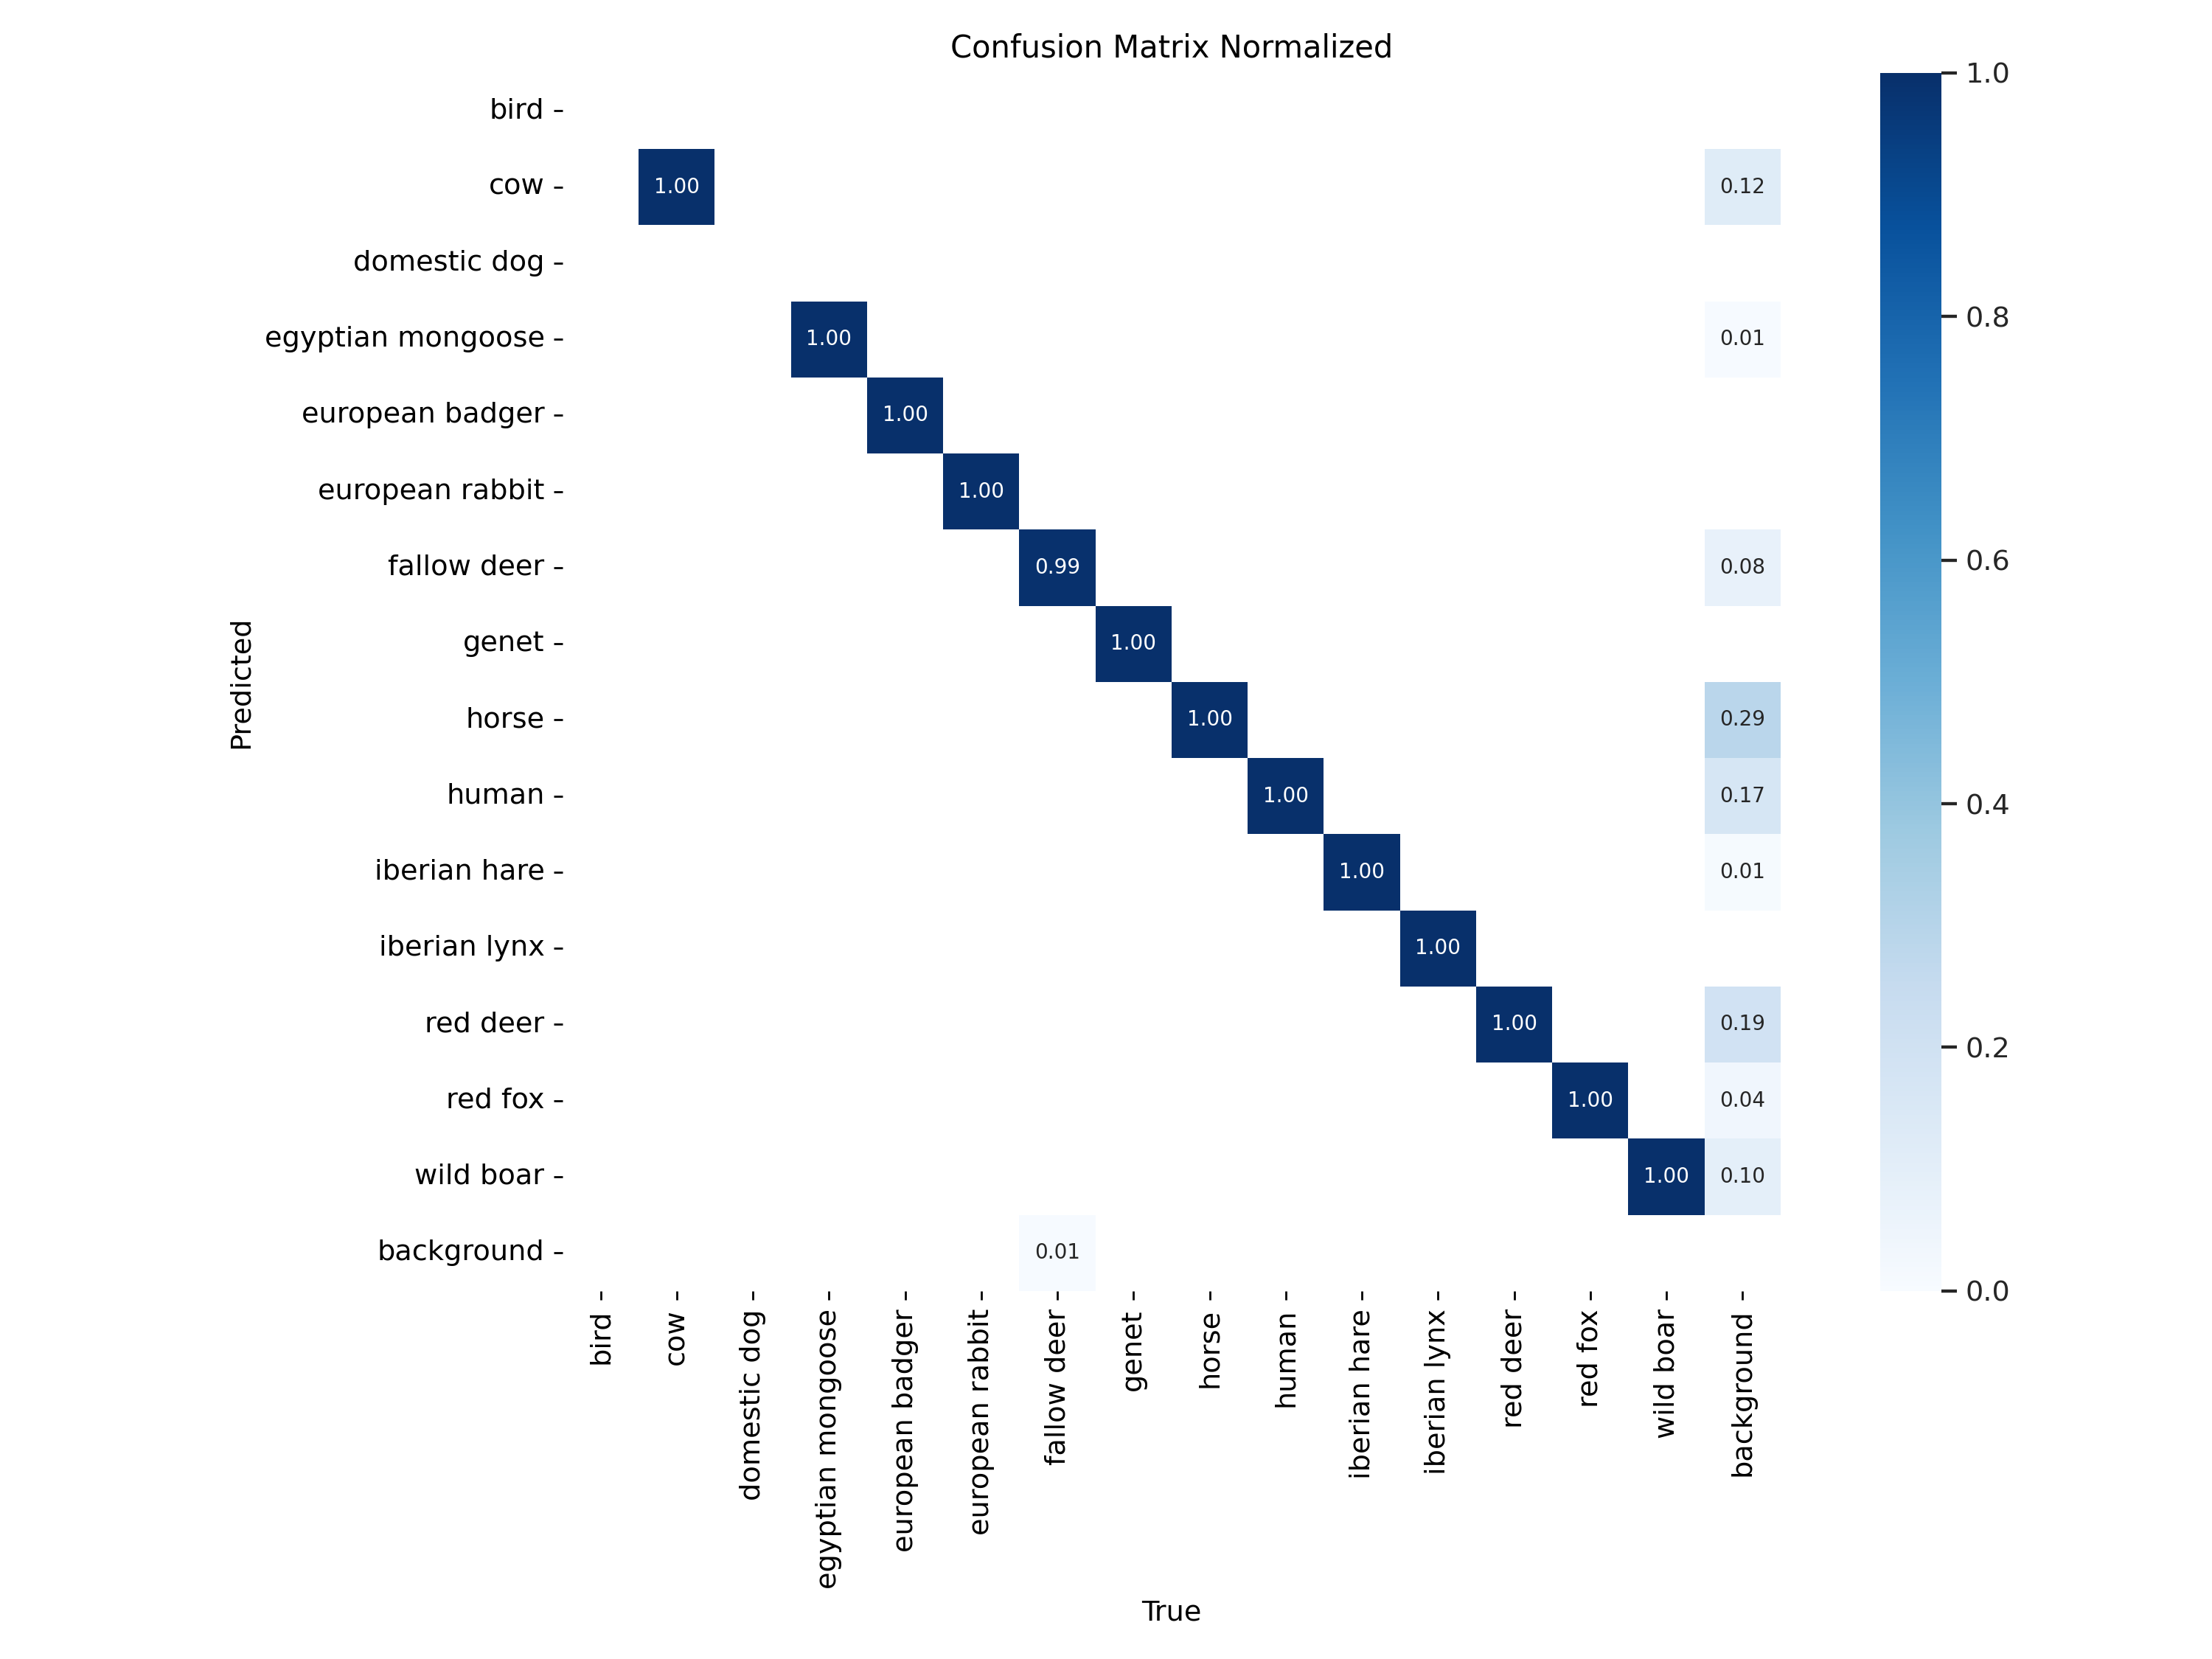 Confusion Matrix Normalized
bird
cow 1.00 0.12
domestic dog
egyptian mongoose 1.00 0.01
european badger 1.00
european rabbit 1.00
fallow deer 0.99 0.08
genet 1.00
horse 1.00 0.29
human 1.00 0.17
iberian hare 1.00 0.01
iberian lynx 1.00
red deer 1.00 0.19
red fox 1.00 0.04
wild boar 1.00 0.10
background 0.01
Predicted
bird
cow
domestic dog
egyptian mongoose
european badger
european rabbit
fallow deer
genet
horse
human
iberian hare
iberian lynx
red deer
red fox
wild boar
background
True
1.0
0.8
0.6
0.4
0.2
0.0